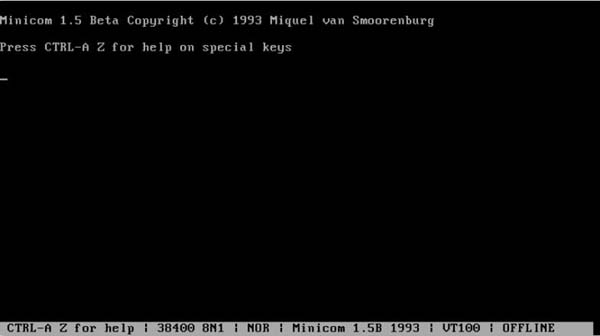 Minicom 1.5 Beta Copyright (c) 1993 Miquel van Smoorenburg
Press CTRL-A Z for help on special keys
CTRL-A Z for help ¦ 38400 8N1 ¦ NOR ¦ Minicom 1.5B 1993 ¦ VT100 ¦ OFFLINE